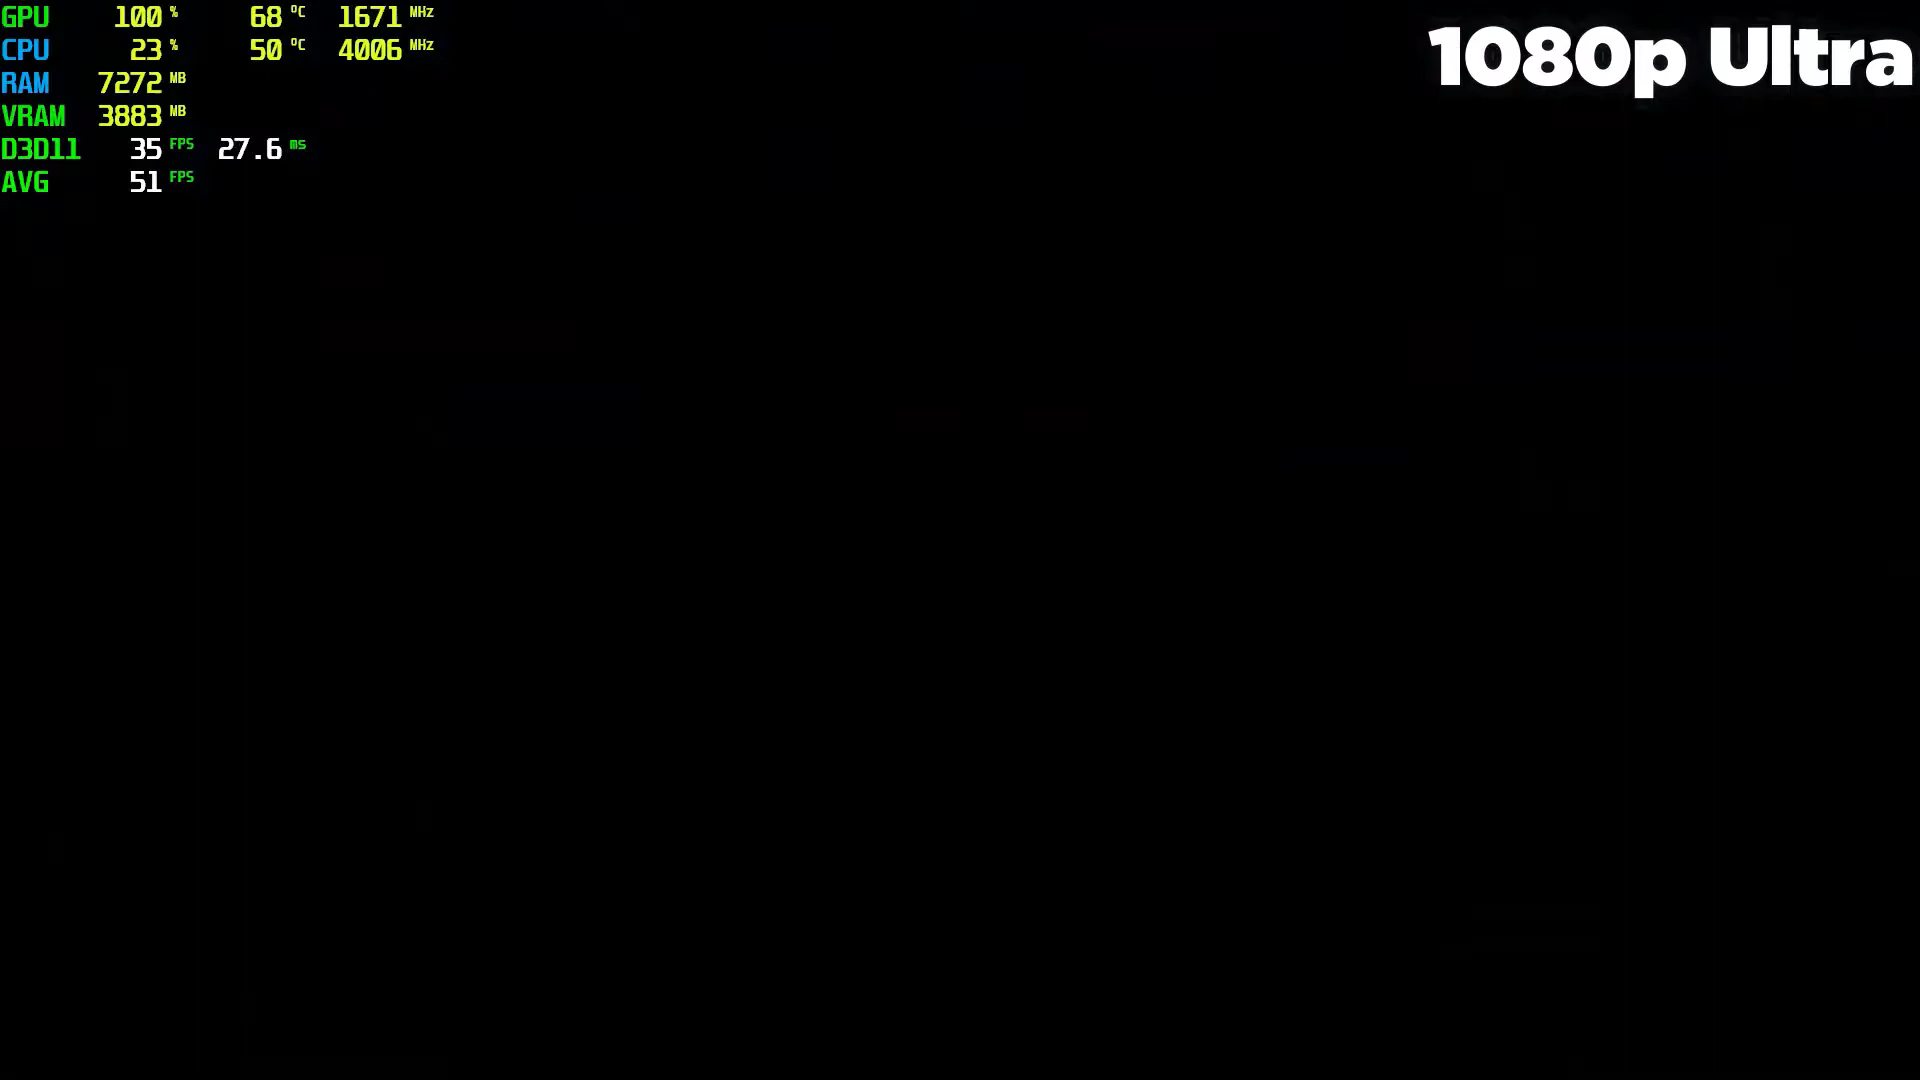 GPU 100 % 68 °C 1671 MHz
CPU 23 % 50 °C 4006 MHz
RAM 7272 MB
VRAM 3883 MB
D3D11 35 FPS 27.6 ms
AVG 51 FPS
1080p Ultra